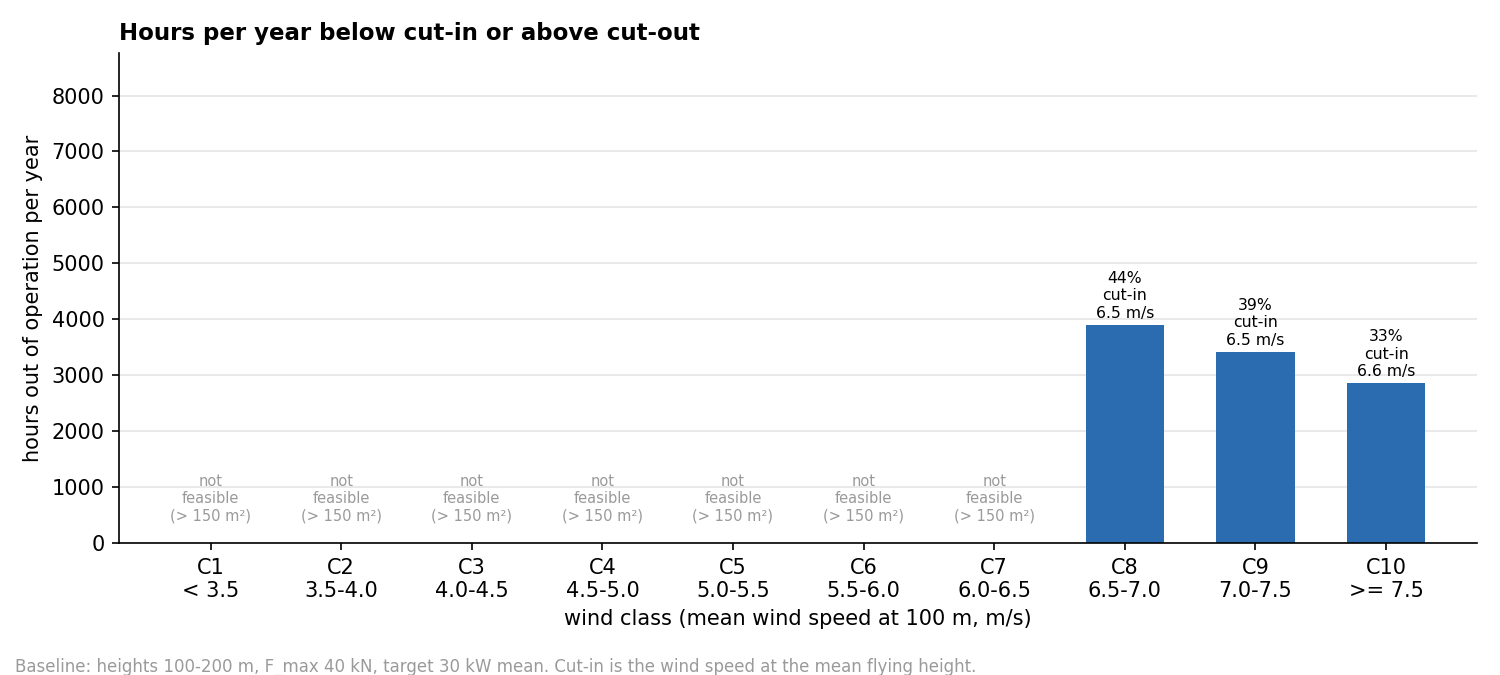 Hours per year below cut-in or above cut-out
hours out of operation per year
8000
7000
6000
5000
4000
3000
2000
1000
0
not
feasible
(> 150 m²)
not
feasible
(> 150 m²)
not
feasible
(> 150 m²)
not
feasible
(> 150 m²)
not
feasible
(> 150 m²)
not
feasible
(> 150 m²)
not
feasible
(> 150 m²)
44%
cut-in
6.5 m/s
39%
cut-in
6.5 m/s
33%
cut-in
6.6 m/s
C1
< 3.5
C2
3.5-4.0
C3
4.0-4.5
C4
4.5-5.0
C5
5.0-5.5
C6
5.5-6.0
C7
6.0-6.5
C8
6.5-7.0
C9
7.0-7.5
C10
>= 7.5
wind class (mean wind speed at 100 m, m/s)
Baseline: heights 100-200 m, F_max 40 kN, target 30 kW mean. Cut-in is the wind speed at the mean flying height.